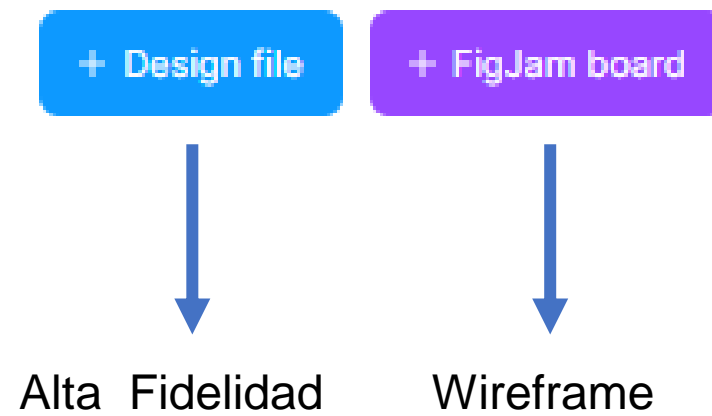 + Design file
+ FigJam board
Alta Fidelidad
Wireframe